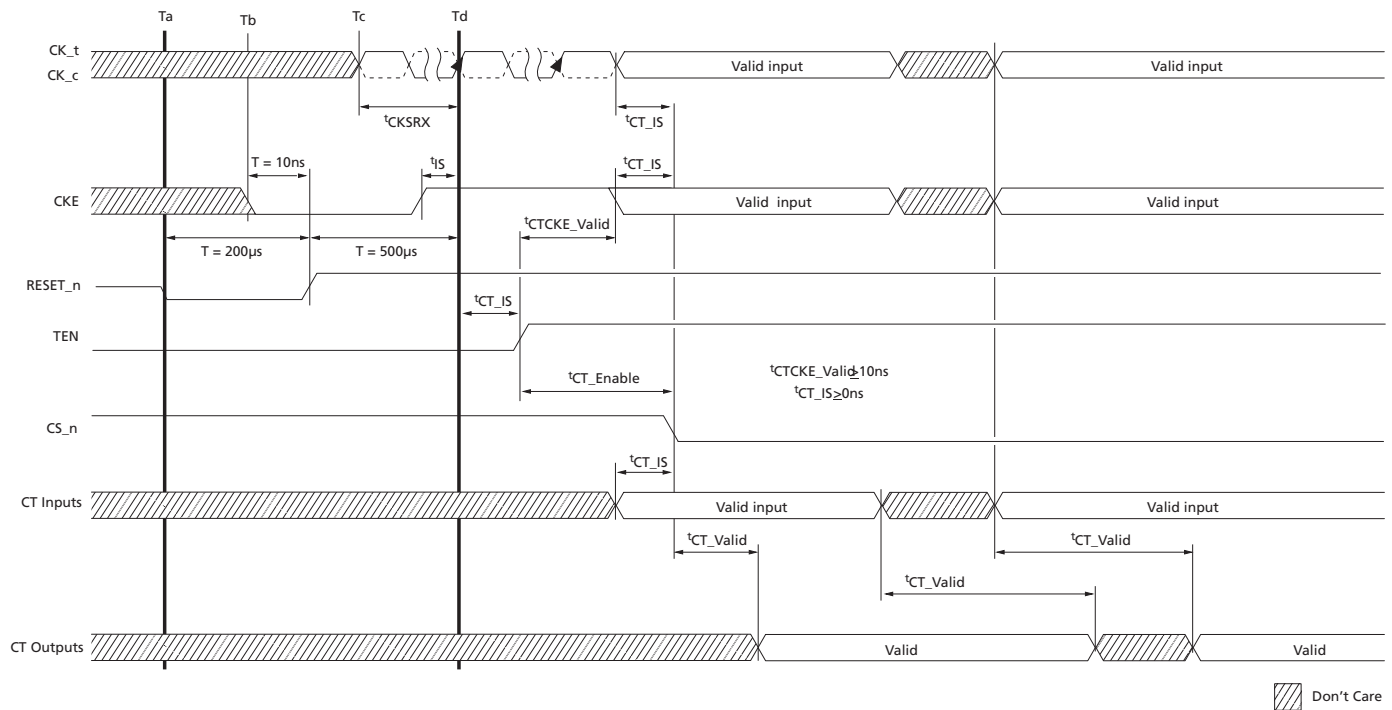 Ta Tb Tc Td
CK_t
CK_c
Valid input Valid input
tCKSRX tCT_IS
T = 10ns tIS tCT_IS
CKE Valid input Valid input
tCTCKE_Valid
T = 200µs T = 500µs
RESET_n
tCT_IS
TEN
tCT_Enable
tCTCKE_Valid≥10ns
tCT_IS≥0ns
CS_n
tCT_IS
CT Inputs Valid input Valid input
tCT_Valid tCT_Valid
tCT_Valid
CT Outputs Valid Valid
Don't Care